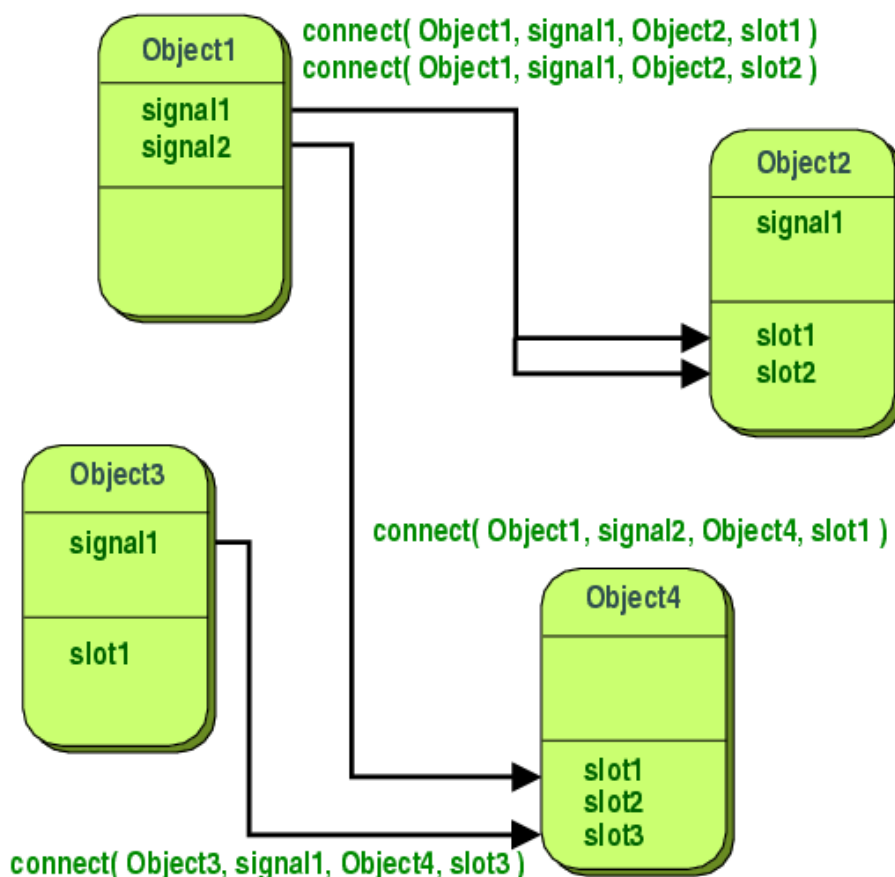 Object1
signal1
signal2
connect( Object1, signal1, Object2, slot1 )
connect( Object1, signal1, Object2, slot2 )
Object2
signal1
slot1
slot2
Object3
signal1
slot1
connect( Object1, signal2, Object4, slot1 )
Object4
slot1
slot2
slot3
connect( Object3, signal1, Object4, slot3 )